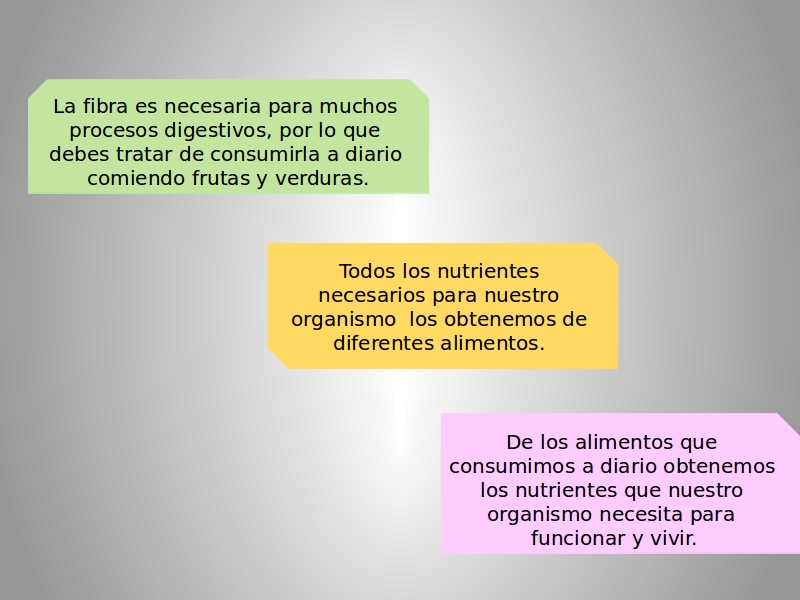 La fibra es necesaria para muchos
procesos digestivos, por lo que
debes tratar de consumirla a diario
comiendo frutas y verduras.
Todos los nutrientes
necesarios para nuestro
organismo  los obtenemos de
diferentes alimentos.
De los alimentos que
consumimos a diario obtenemos
los nutrientes que nuestro
organismo necesita para
funcionar y vivir.